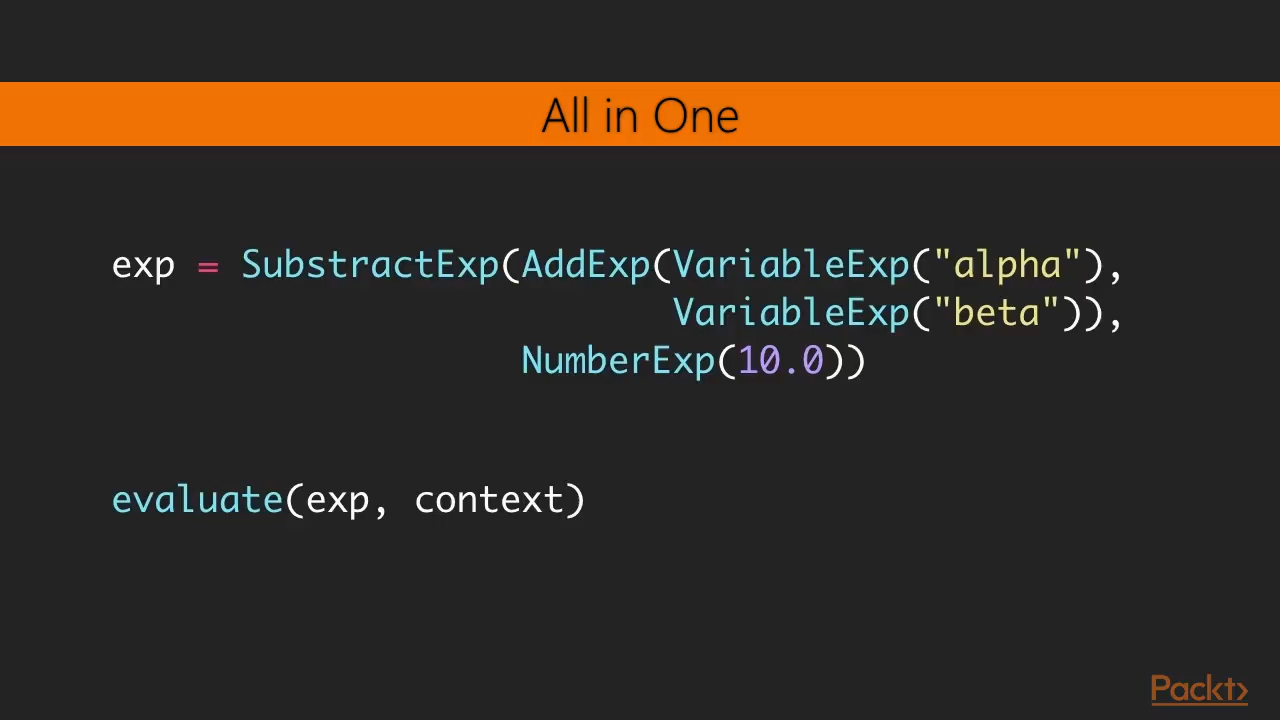 All in One
exp = SubstractExp(AddExp(VariableExp("alpha"),
VariableExp("beta")),
NumberExp(10.0))
evaluate(exp, context)
Packt>